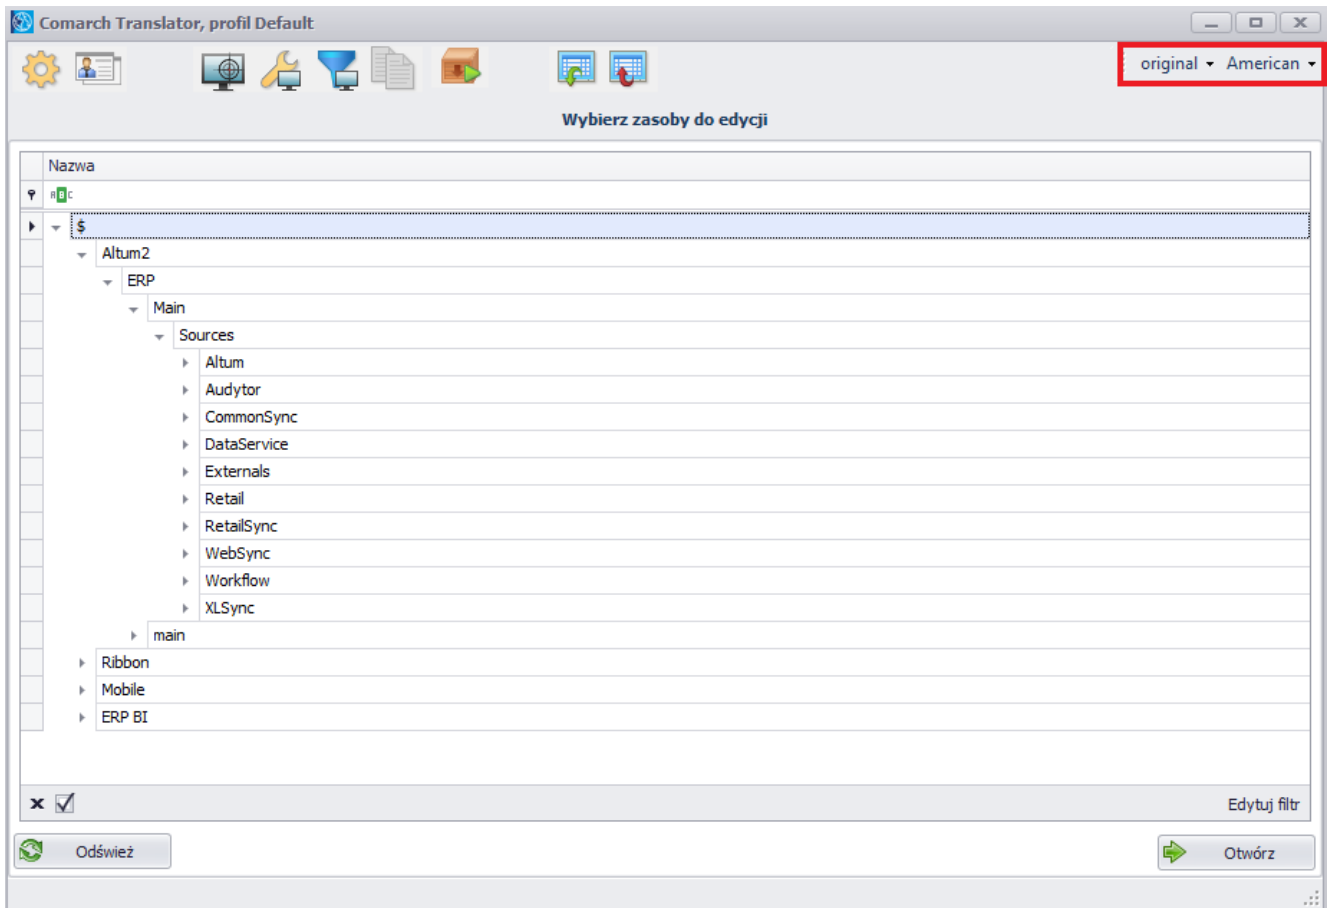 Comarch Translator, profil Default
original American
Wybierz zasoby do edycji
Nazwa
ABC
$
Altum2
ERP
Main
Sources
Altum
Audytor
CommonSync
DataService
Externals
Retail
RetailSync
WebSync
Workflow
XLSync
main
Ribbon
Mobile
ERP BI
Edytuj filtr
Odśwież
Otwórz